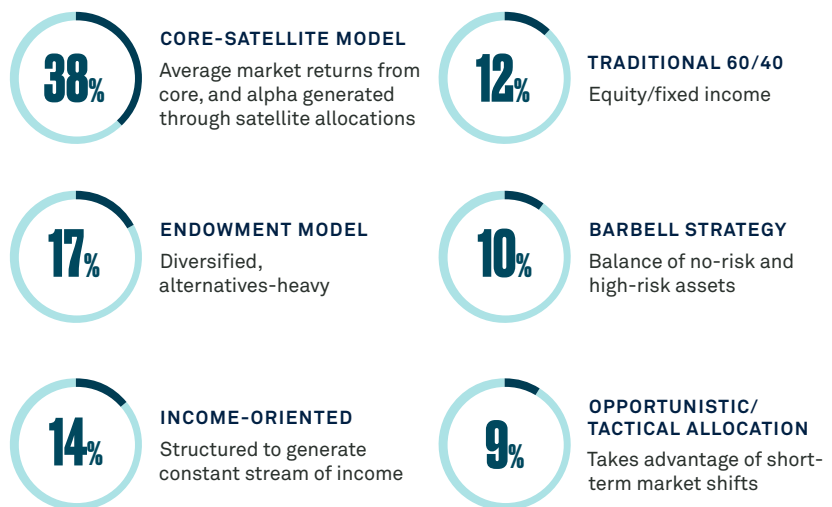 38%
CORE-SATELLITE MODEL
Average market returns from
core, and alpha generated
through satellite allocations
12%
TRADITIONAL 60/40
Equity/fixed income
17%
ENDOWMENT MODEL
Diversified,
alternatives-heavy
10%
BARBELL STRATEGY
Balance of no-risk and
high-risk assets
14%
INCOME-ORIENTED
Structured to generate
constant stream of income
9%
OPPORTUNISTIC/
TACTICAL ALLOCATION
Takes advantage of short-
term market shifts